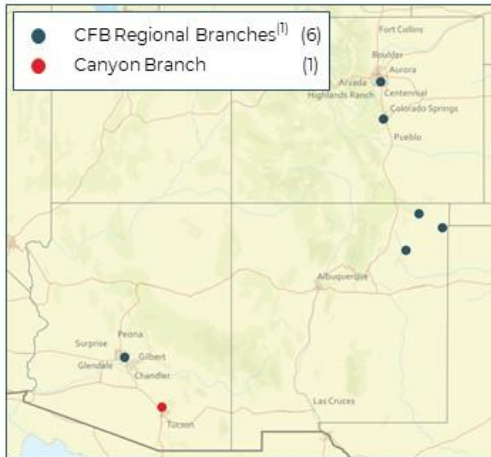 CFB Regional Branches(1) (6)
Canyon Branch (1)
Fort Collins
Boulder
Aurora
Arvada
Centennial
Highlands Ranch
Colorado Springs
Pueblo
Albuquerque
Peoria
Surprise
Gilbert
Glendale
Chandler
Las Cruces
Tucson